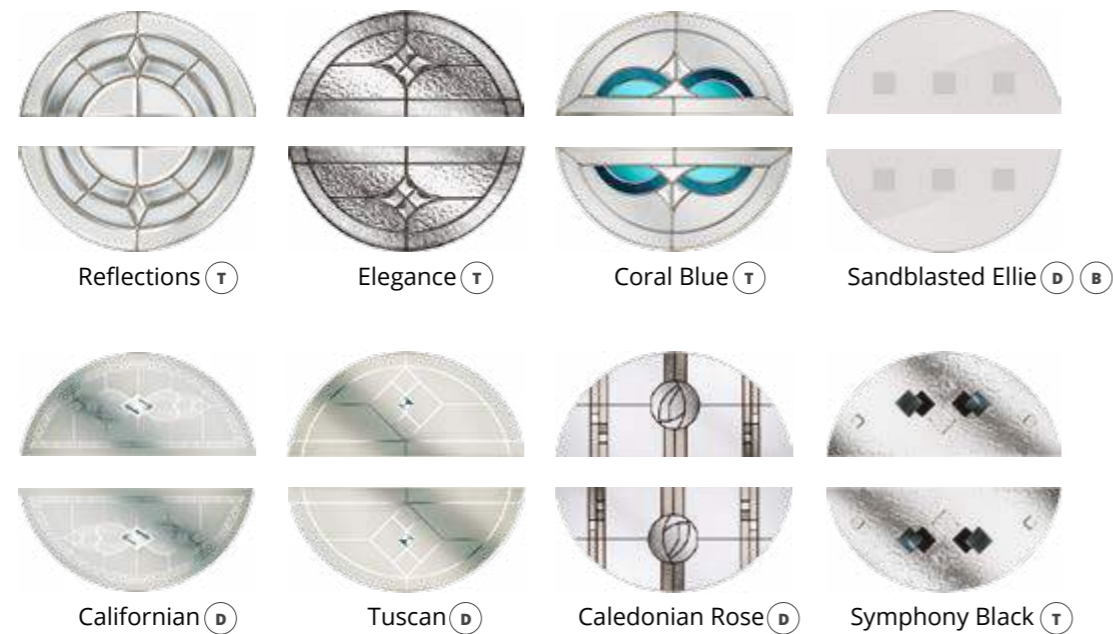 Reflections T Elegance T Coral Blue T Sandblasted Ellie D B
Californian D Tuscan D Caledonian Rose D Symphony Black T